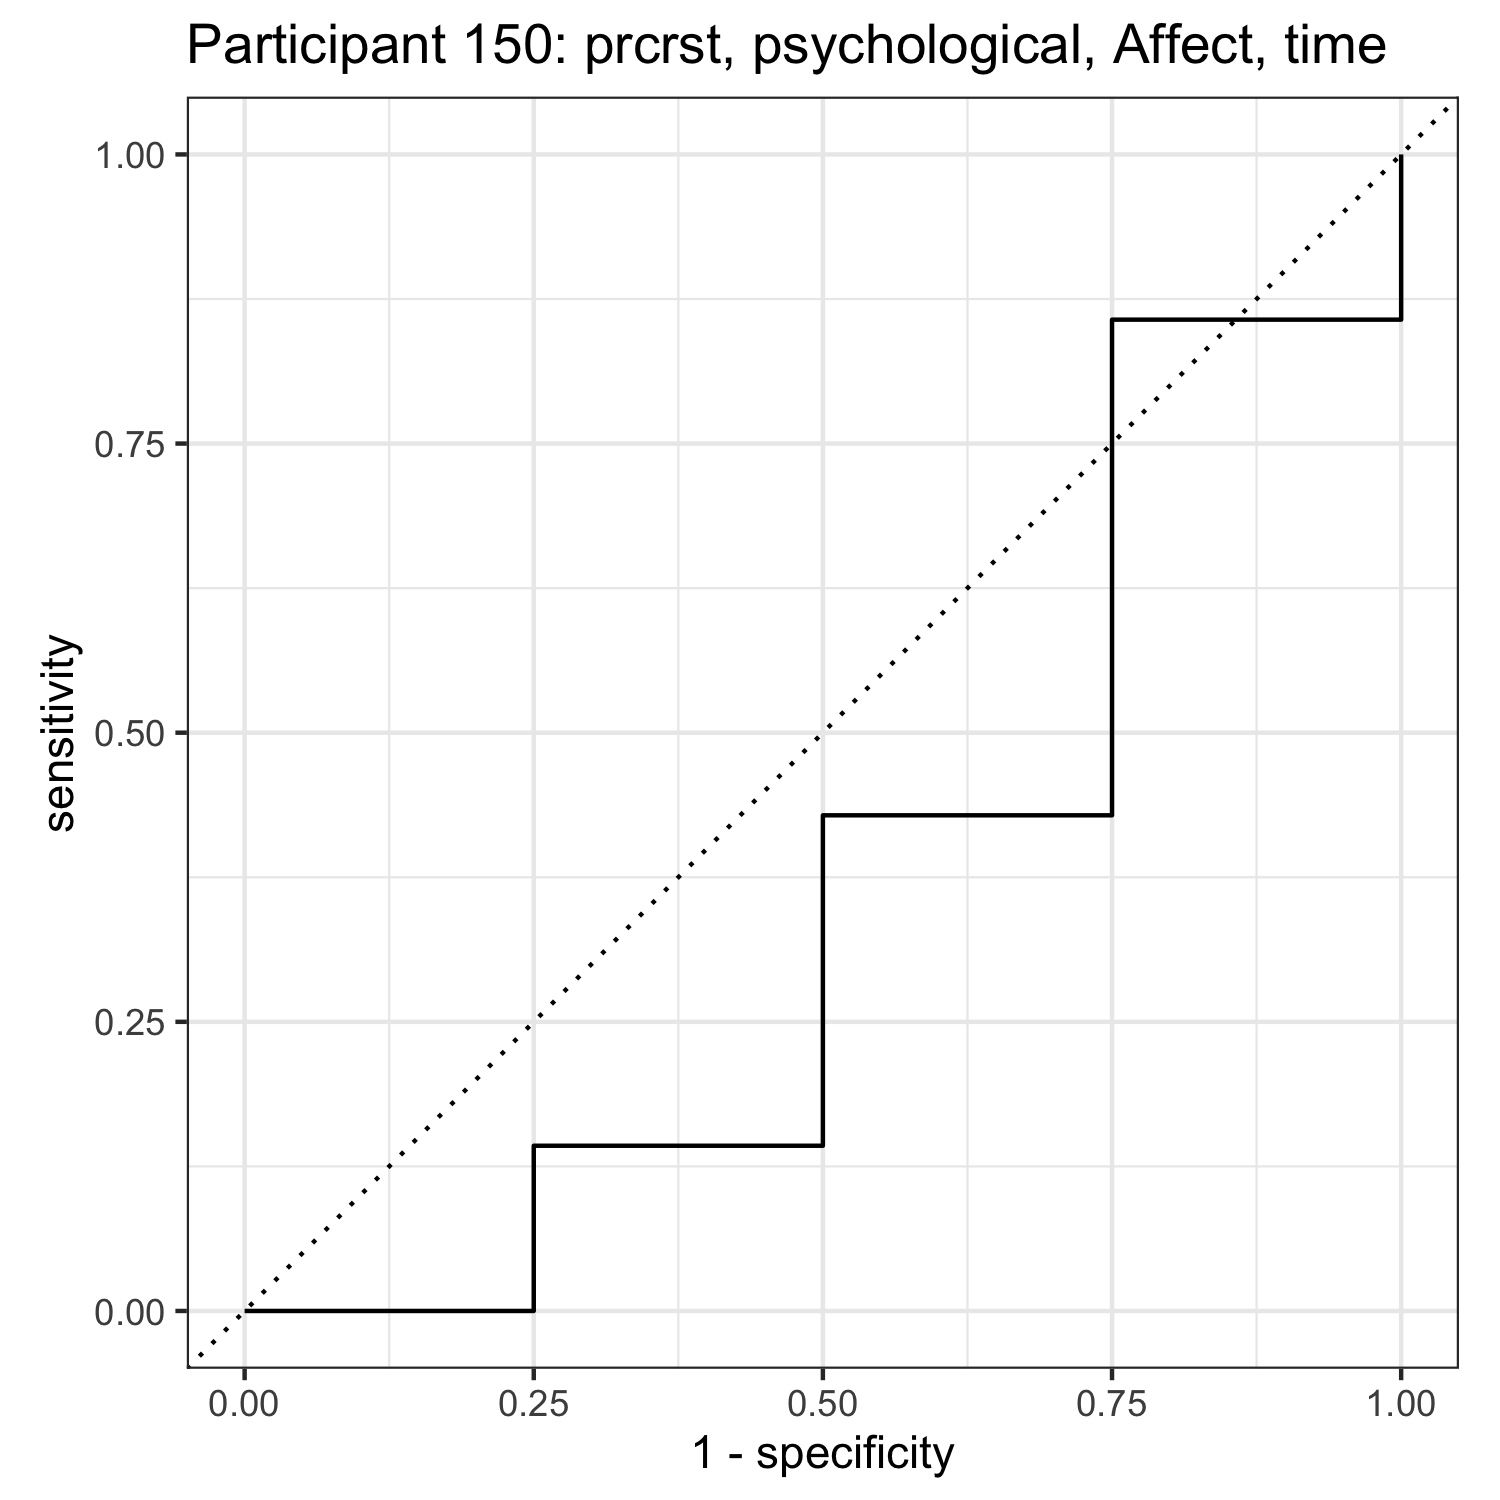 Participant 150: prcrst, psychological, Affect, time
1.00
0.75
0.50
0.25
0.00
sensitivity
0.00 0.25 0.50 0.75 1.00
1 - specificity